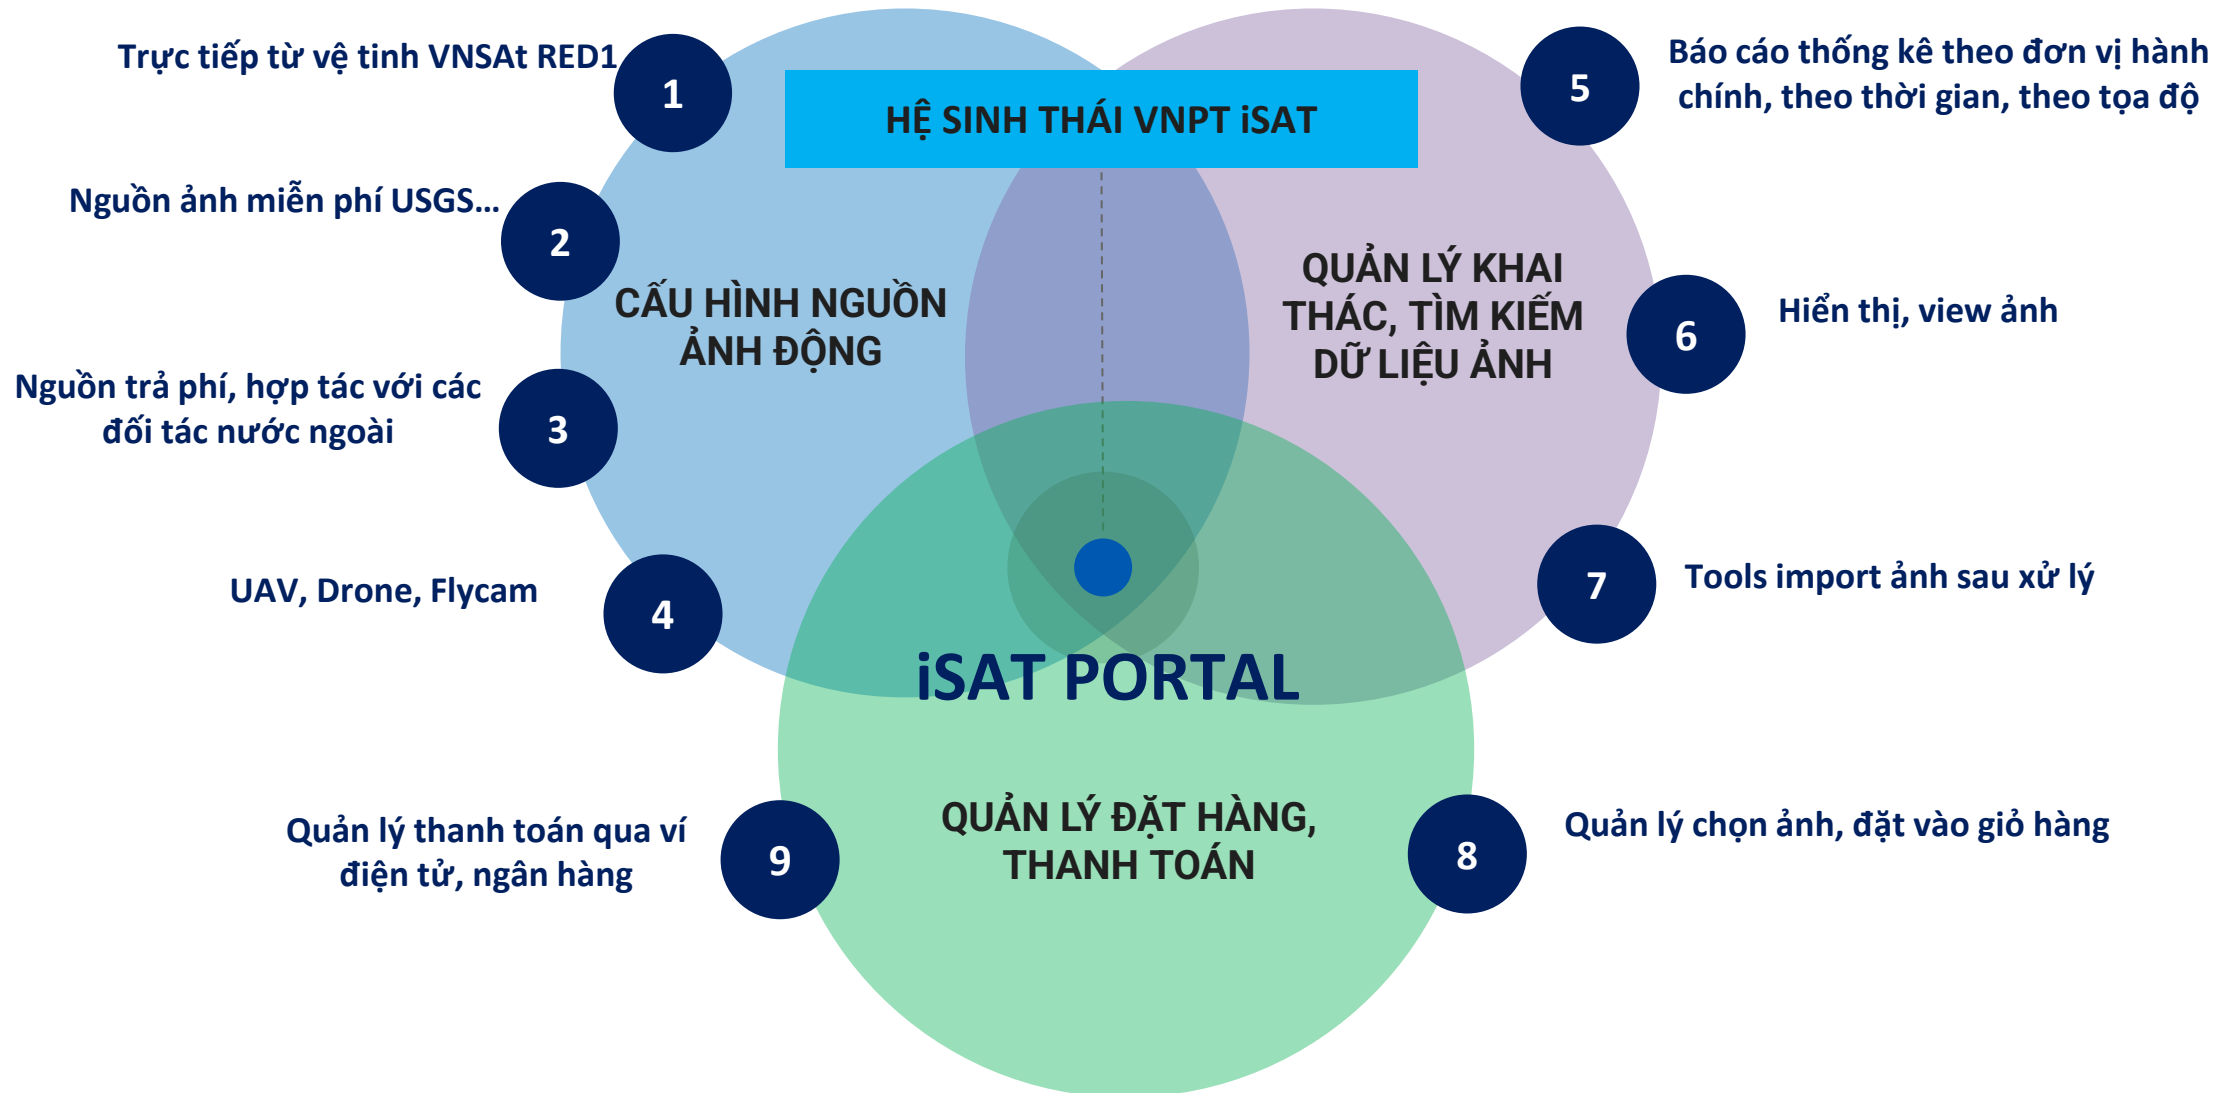 HỆ SINH THÁI VNPT iSAT
1
Trực tiếp từ vệ tinh VNSAt RED1
2
Nguồn ảnh miễn phí USGS...
3
Nguồn trả phí, hợp tác với các
đối tác nước ngoài
4
UAV, Drone, Flycam
CẤU HÌNH NGUỒN
ẢNH ĐỘNG
QUẢN LÝ KHAI
THÁC, TÌM KIẾM
DỮ LIỆU ẢNH
5
Báo cáo thống kê theo đơn vị hành
chính, theo thời gian, theo tọa độ
6
Hiển thị, view ảnh
7
Tools import ảnh sau xử lý
iSAT PORTAL
QUẢN LÝ ĐẶT HÀNG,
THANH TOÁN
8
Quản lý chọn ảnh, đặt vào giỏ hàng
9
Quản lý thanh toán qua ví
điện tử, ngân hàng